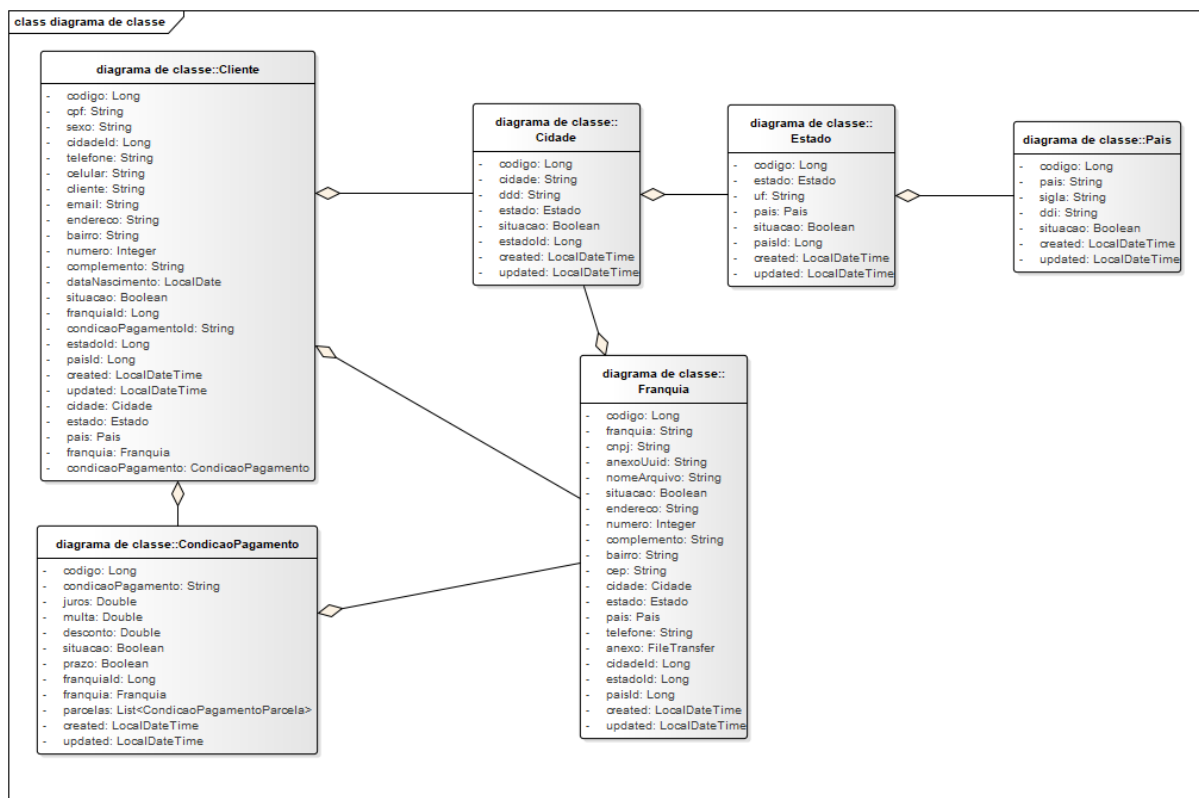 class diagrama de classe
diagrama de classe::Cliente
- codigo: Long
- cpf: String
- sexo: String
- cidadeId: Long
- telefone: String
- celular: String
- cliente: String
- email: String
- endereco: String
- bairro: String
- numero: Integer
- complemento: String
- dataNascimento: LocalDate
- situacao: Boolean
- franquiaId: Long
- condicaoPagamentoId: String
- estadoId: Long
- paisId: Long
- created: LocalDateTime
- updated: LocalDateTime
- cidade: Cidade
- estado: Estado
- pais: Pais
- franquia: Franquia
- condicaoPagamento: CondicaoPagamento
diagrama de classe::
Cidade
- codigo: Long
- cidade: String
- ddd: String
- estado: Estado
- situacao: Boolean
- estadoId: Long
- created: LocalDateTime
- updated: LocalDateTime
diagrama de classe::
Estado
- codigo: Long
- estado: Estado
- uf: String
- pais: Pais
- situacao: Boolean
- paisId: Long
- created: LocalDateTime
- updated: LocalDateTime
diagrama de classe::Pais
- codigo: Long
- pais: String
- sigla: String
- ddi: String
- situacao: Boolean
- created: LocalDateTime
- updated: LocalDateTime
diagrama de classe::
Franquia
- codigo: Long
- franquia: String
- cnpj: String
- anexoUuid: String
- nomeArquivo: String
- situacao: Boolean
- endereco: String
- numero: Integer
- complemento: String
- bairro: String
- cep: String
- cidade: Cidade
- estado: Estado
- pais: Pais
- telefone: String
- anexo: FileTransfer
- cidadeId: Long
- estadoId: Long
- paisId: Long
- created: LocalDateTime
- updated: LocalDateTime
diagrama de classe::CondicaoPagamento
- codigo: Long
- condicaoPagamento: String
- juros: Double
- multa: Double
- desconto: Double
- situacao: Boolean
- prazo: Boolean
- franquiaId: Long
- franquia: Franquia
- parcelas: List<CondicaoPagamentoParcela>
- created: LocalDateTime
- updated: LocalDateTime